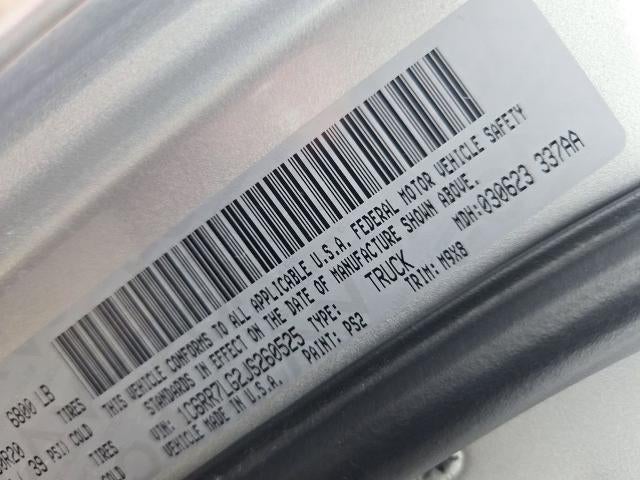 6800 LB TIRES
0R20
/ 39 PSI) COLD TIRES
THIS VEHICLE CONFORMS TO ALL APPLICABLE U.S.A. FEDERAL MOTOR VEHICLE SAFETY
STANDARDS IN EFFECT ON THE DATE OF MANUFACTURE SHOWN ABOVE.
VIN: 1C6RR7LG2JS260525 TYPE: TRUCK MDH:030623 337AA
VEHICLE MADE IN U.S.A. PAINT: PS2 TRIM: M9X8
COLD